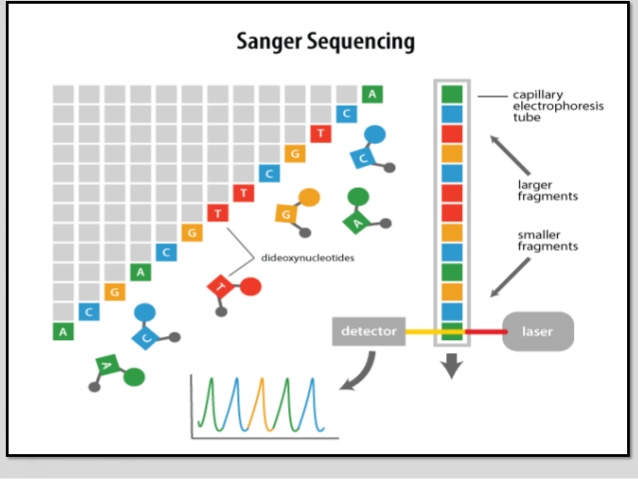 Sanger Sequencing
A
C
T
G
C
T
T
G
C
A
G
C
A
C
G
A
T
C
A
dideoxynucleotides
capillary
electrophoresis
tube
larger
fragments
smaller
fragments
detector
laser